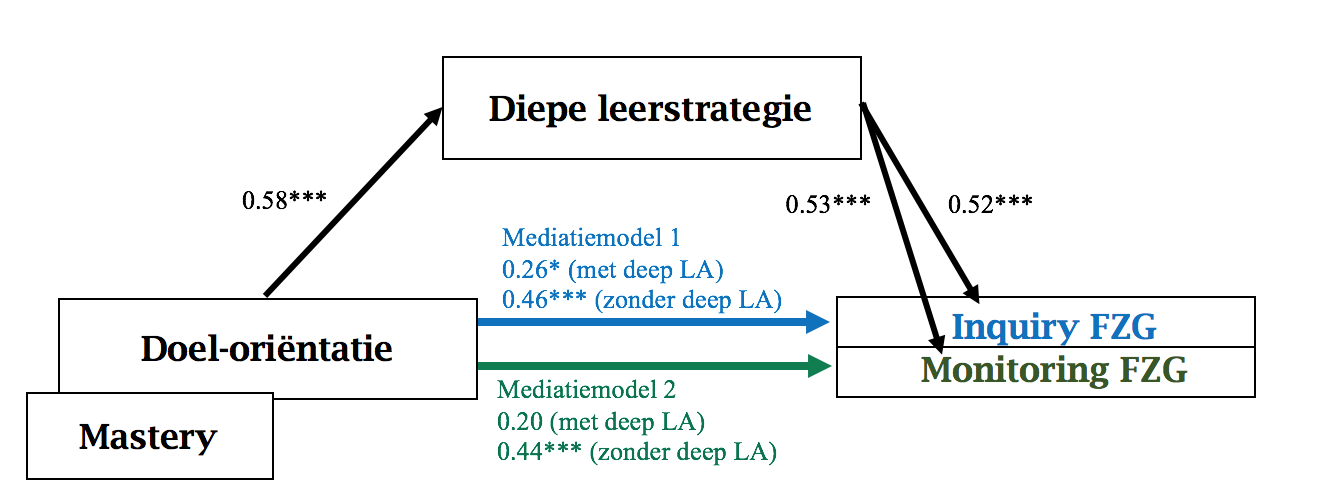 Diepe leerstrategie
0.58***
0.53***
0.52***
Mediatiemodel 1
0.26* (met deep LA)
0.46*** (zonder deep LA)
Doel-oriëntatie
Mastery
Inquiry FZG
Monitoring FZG
Mediatiemodel 2
0.20 (met deep LA)
0.44*** (zonder deep LA)